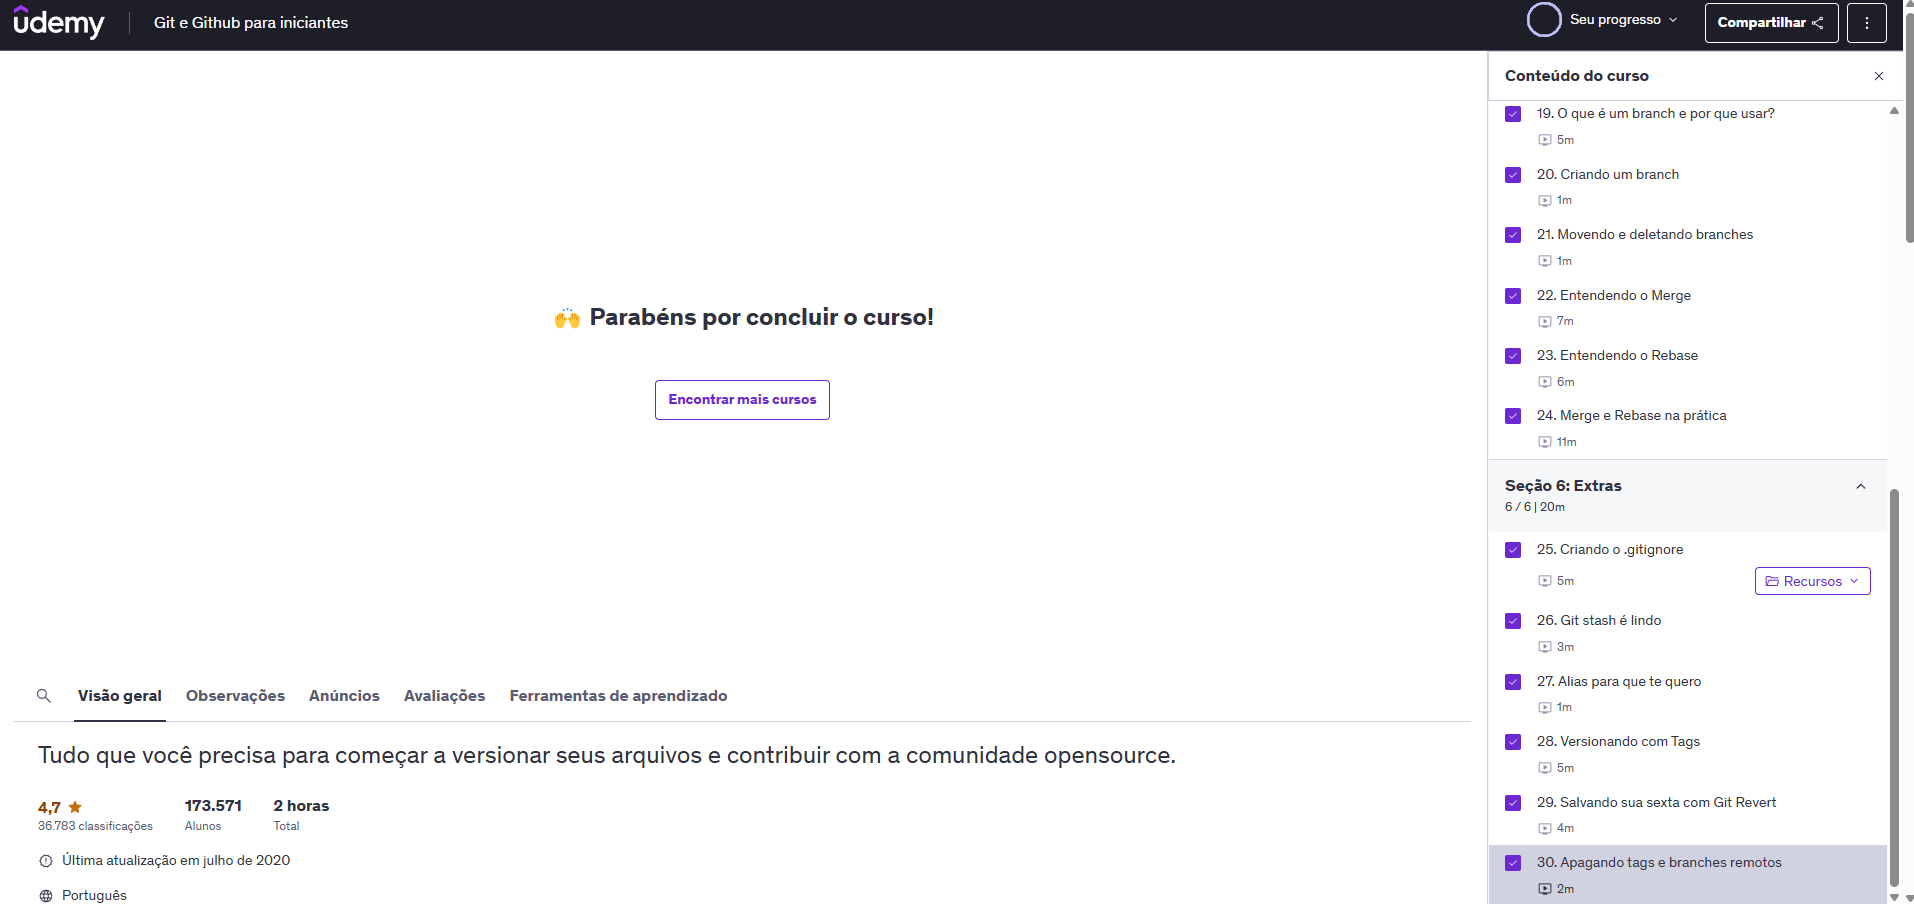 udemy
Git e Github para iniciantes
Seu progresso
Compartilhar
Parabéns por concluir o curso!
Encontrar mais cursos
Visão geral
Observações
Anúncios
Avaliações
Ferramentas de aprendizado
Tudo que você precisa para começar a versionar seus arquivos e contribuir com a comunidade opensource.
4,7
36.783 classificações
173.571
Alunos
2 horas
Total
Última atualização em julho de 2020
Português
Conteúdo do curso
19. O que é um branch e por que usar?
5m
20. Criando um branch
1m
21. Movendo e deletando branches
1m
22. Entendendo o Merge
7m
23. Entendendo o Rebase
6m
24. Merge e Rebase na prática
11m
Seção 6: Extras
6 / 6 | 20m
25. Criando o .gitignore
5m
Recursos
26. Git stash é lindo
3m
27. Alias para que te quero
1m
28. Versionando com Tags
5m
29. Salvando sua sexta com Git Revert
4m
30. Apagando tags e branches remotos
2m